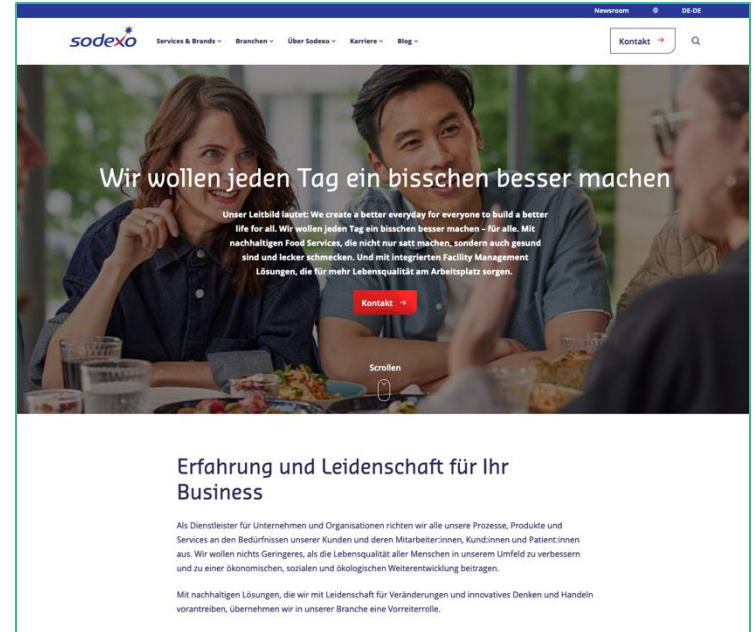 Newsroom DE-DE
sodexo Services & Brands Branchen Über Sodexo Karriere Blog Kontakt →
Wir wollen jeden Tag ein bisschen besser machen
Unser Leitbild lautet: We create a better everyday for everyone to build a better
life for all. Wir wollen jeden Tag ein bisschen besser machen – für alle. Mit
nachhaltigen Food Services, die nicht nur satt machen, sondern auch gesund
sind und lecker schmecken. Und mit integrierten Facility Management
Lösungen, die für mehr Lebensqualität am Arbeitsplatz sorgen.
Kontakt →
Scrollen
Erfahrung und Leidenschaft für Ihr
Business
Als Dienstleister für Unternehmen und Organisationen richten wir alle unsere Prozesse, Produkte und
Services an den Bedürfnissen unserer Kunden und deren Mitarbeiter:innen, Kund:innen und Patient:innen
aus. Wir wollen nichts Geringeres, als die Lebensqualität aller Menschen in unserem Umfeld zu verbessern
und zu einer ökonomischen, sozialen und ökologischen Weiterentwicklung beitragen.
Mit nachhaltigen Lösungen, die wir mit Leidenschaft für Veränderungen und innovatives Denken und Handeln
vorantreiben, übernehmen wir in unserer Branche eine Vorreiterrolle.